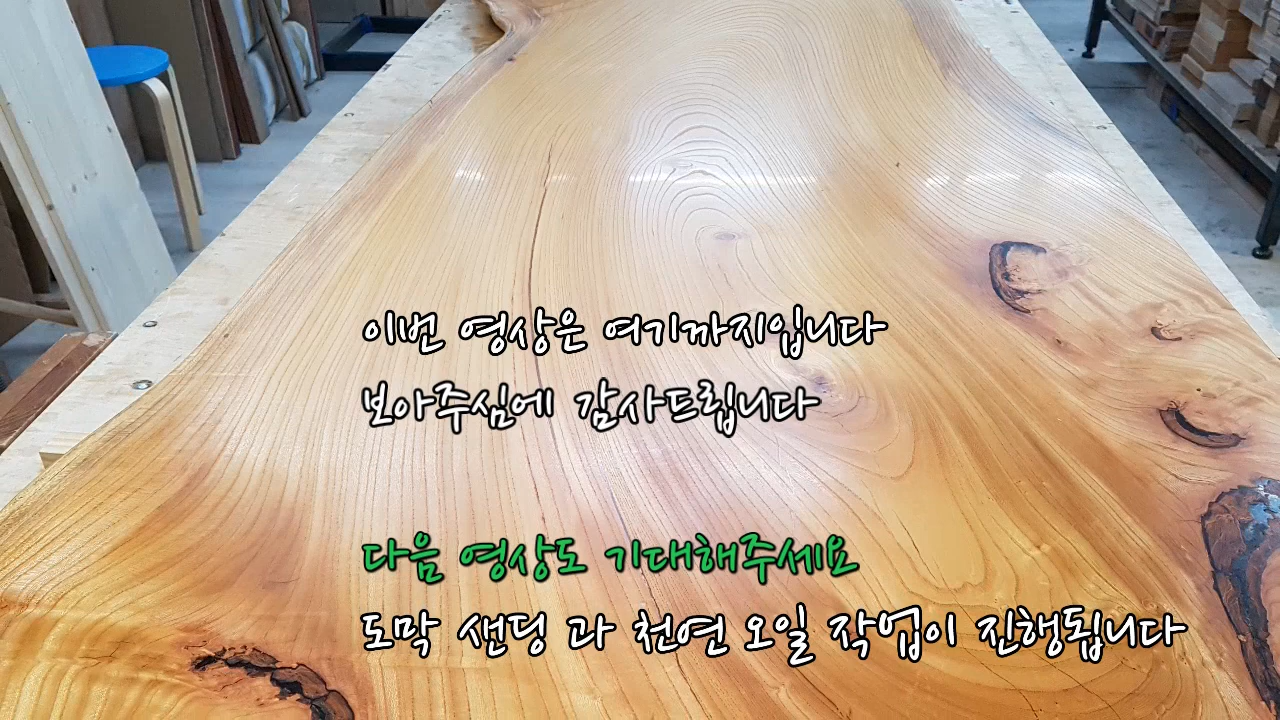 이번 영상은 여기까지입니다
보아주심에 감사드립니다
다음 영상도 기대해주세요
도막 샌딩 과 천연 오일 작업이 진행됩니다